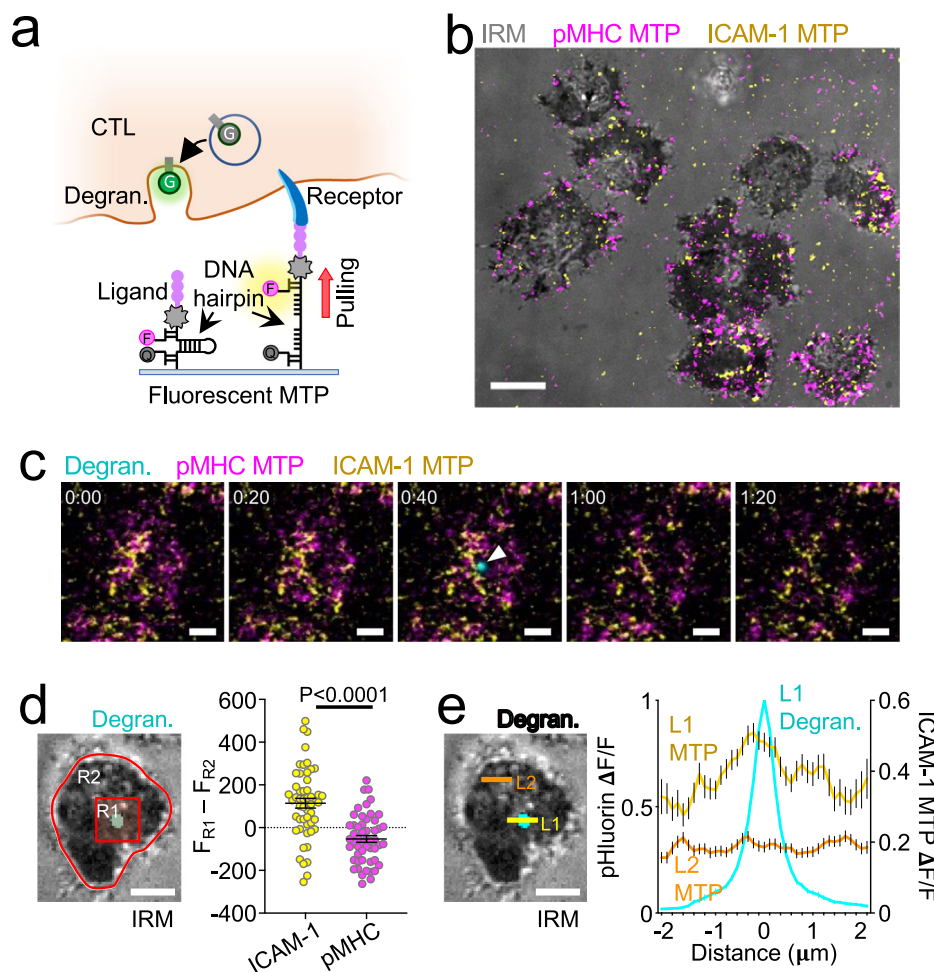 a
CTL
G
Degran.
G
Receptor
DNA
Ligand
hairpin
F
Pulling
F
Q
Q
Fluorescent MTP
b
IRM pMHC MTP ICAM-1 MTP
c
Degran. pMHC MTP ICAM-1 MTP
0:00 0:20 0:40 1:00 1:20
d
Degran.
R2
R1
IRM
P<0.0001
600
400
200
0
-200
-400
FR1 – FR2
ICAM-1 pMHC
e
Degran.
L2
L1
IRM
L1
Degran.
L1
MTP
L2
MTP
pHluorin ΔF/F
1
0.5
0
0.6
0.4
0.2
0
ICAM-1 MTP ΔF/F
-2 -1 0 1 2
Distance (μm)